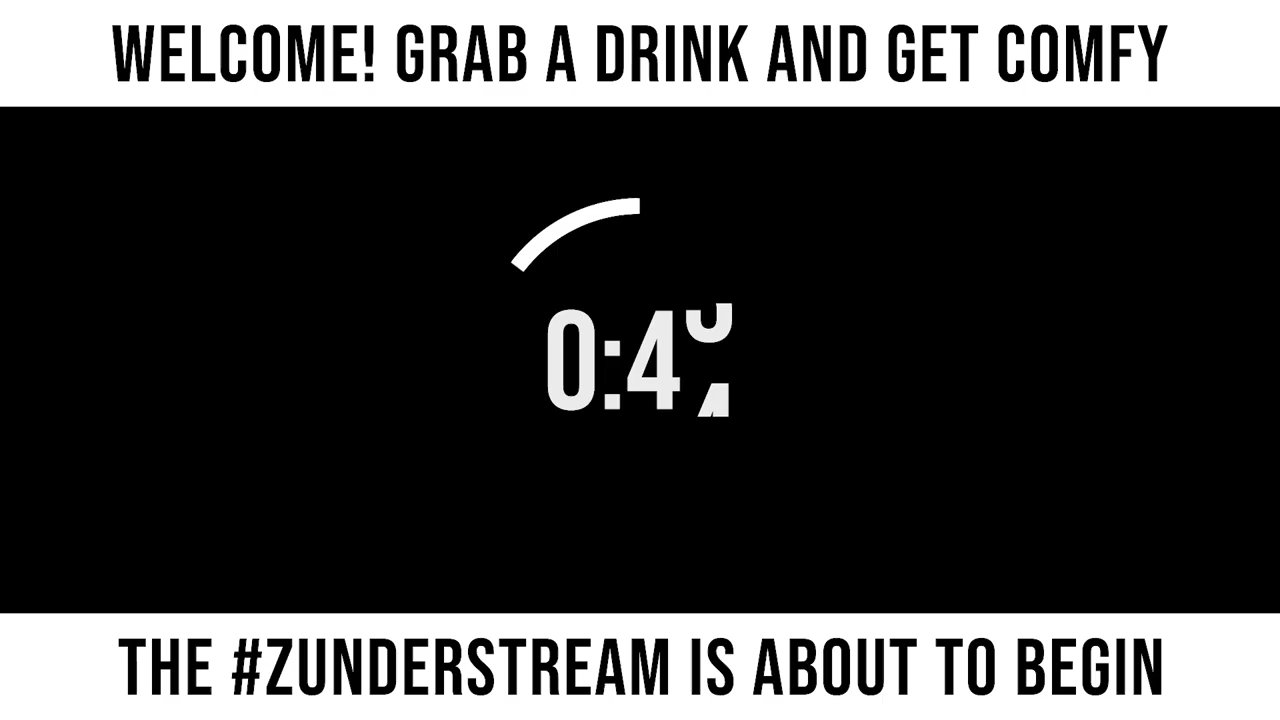 WELCOME! GRAB A DRINK AND GET COMFY
0:4
THE #ZUNDERSTREAM IS ABOUT TO BEGIN